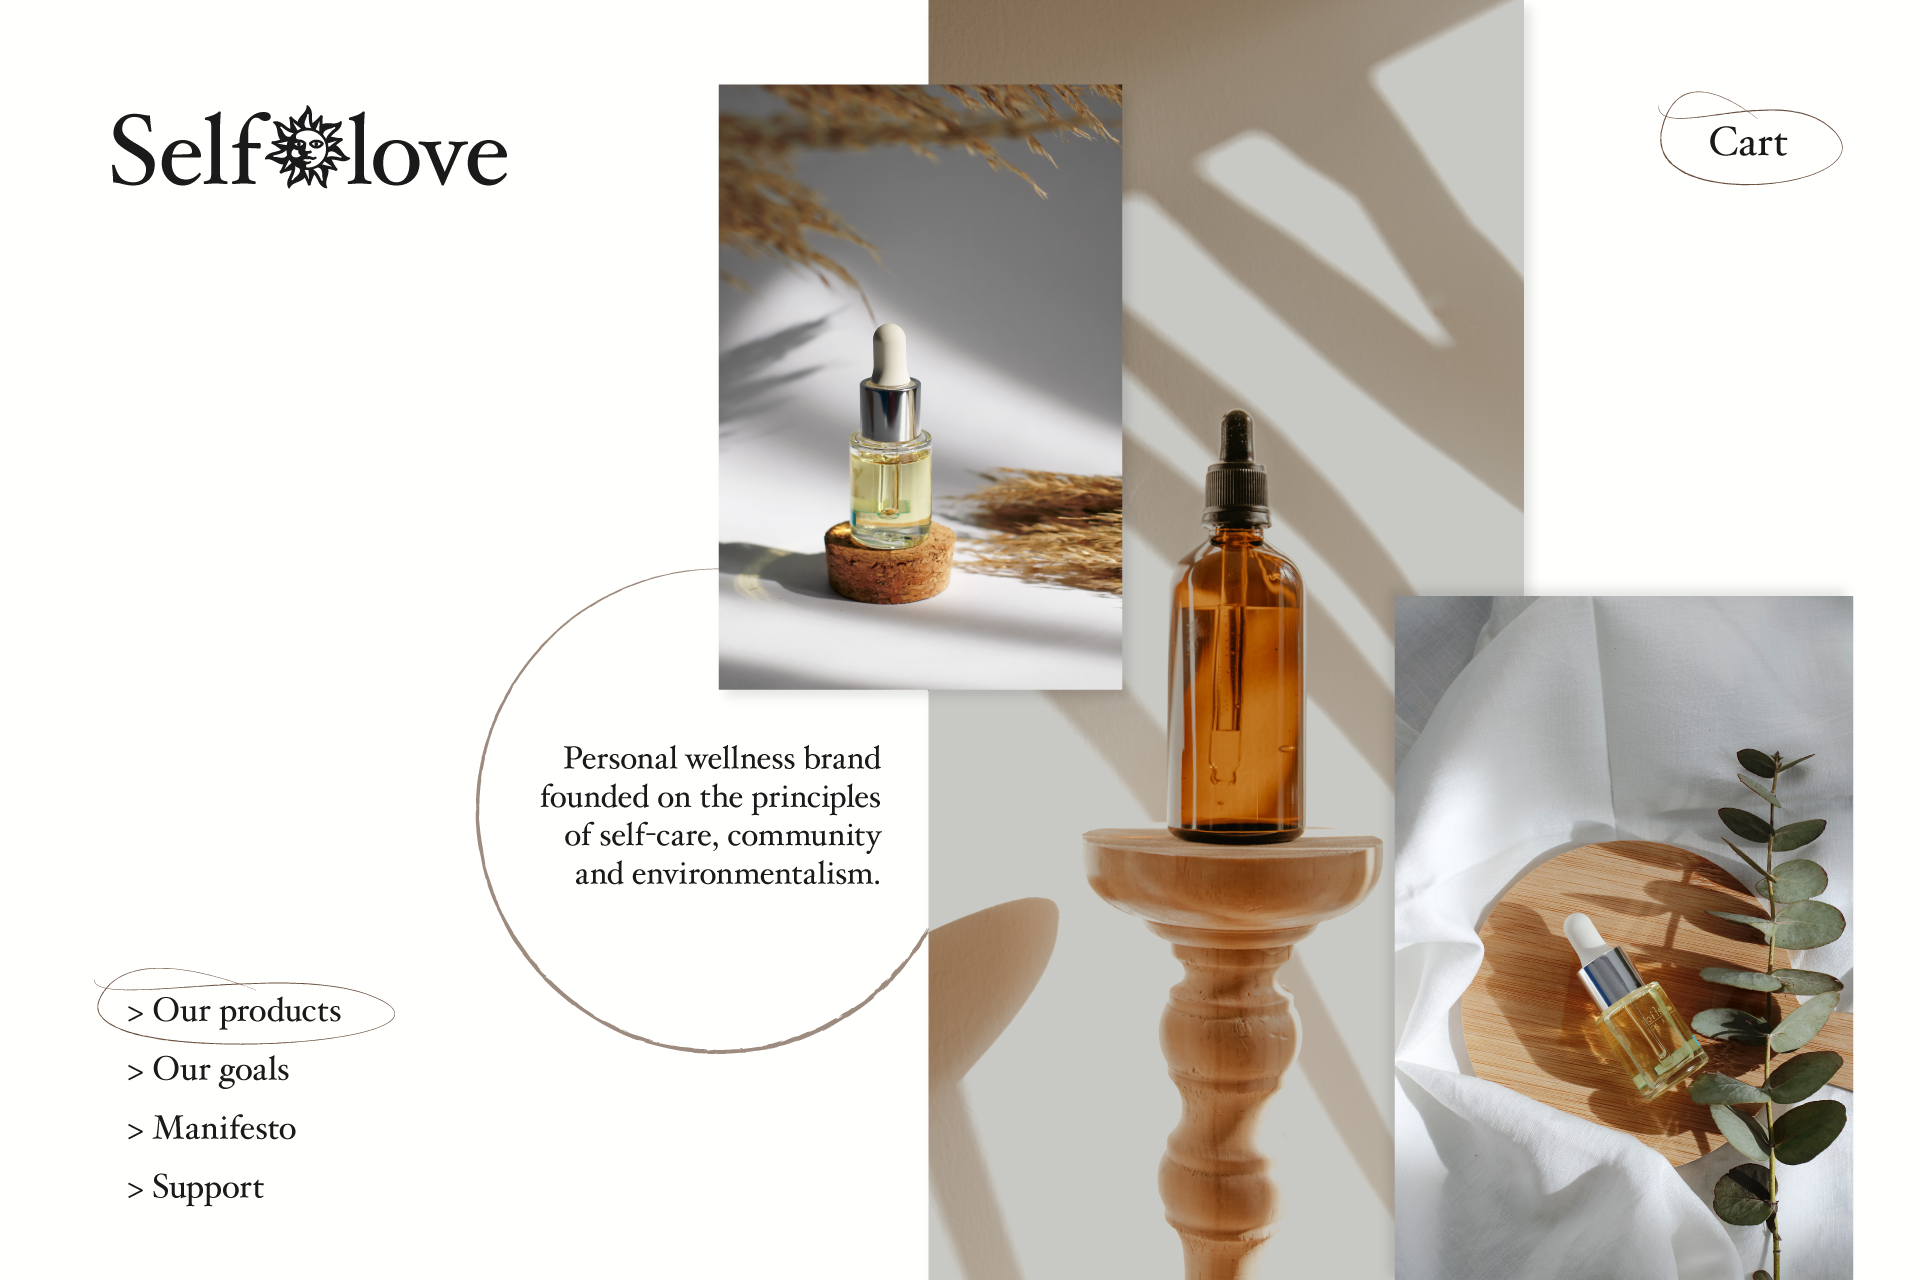 Self love
Cart
Personal wellness brand
founded on the principles
of self-care, community
and environmentalism.
> Our products
> Our goals
> Manifesto
> Support